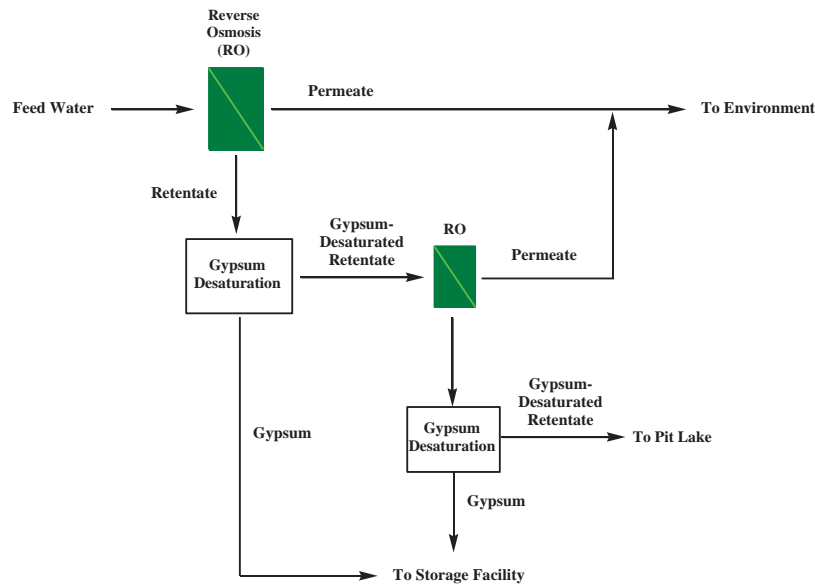 Reverse
Osmosis
(RO)
Feed Water
Permeate
To Environment
Retentate
Gypsum-
Desaturated
Retentate
RO
Gypsum
Desaturation
Permeate
Gypsum-
Desaturated
Retentate
Gypsum
Desaturation
To Pit Lake
Gypsum
Gypsum
To Storage Facility